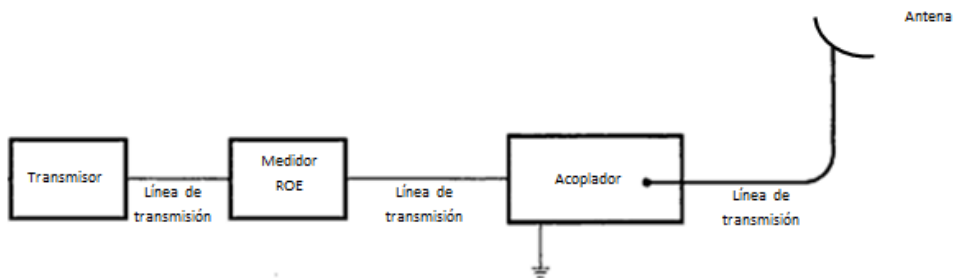 Antena
Transmisor
Línea de
transmisión
Medidor
ROE
Línea de
transmisión
Acoplador
Línea de
transmisión